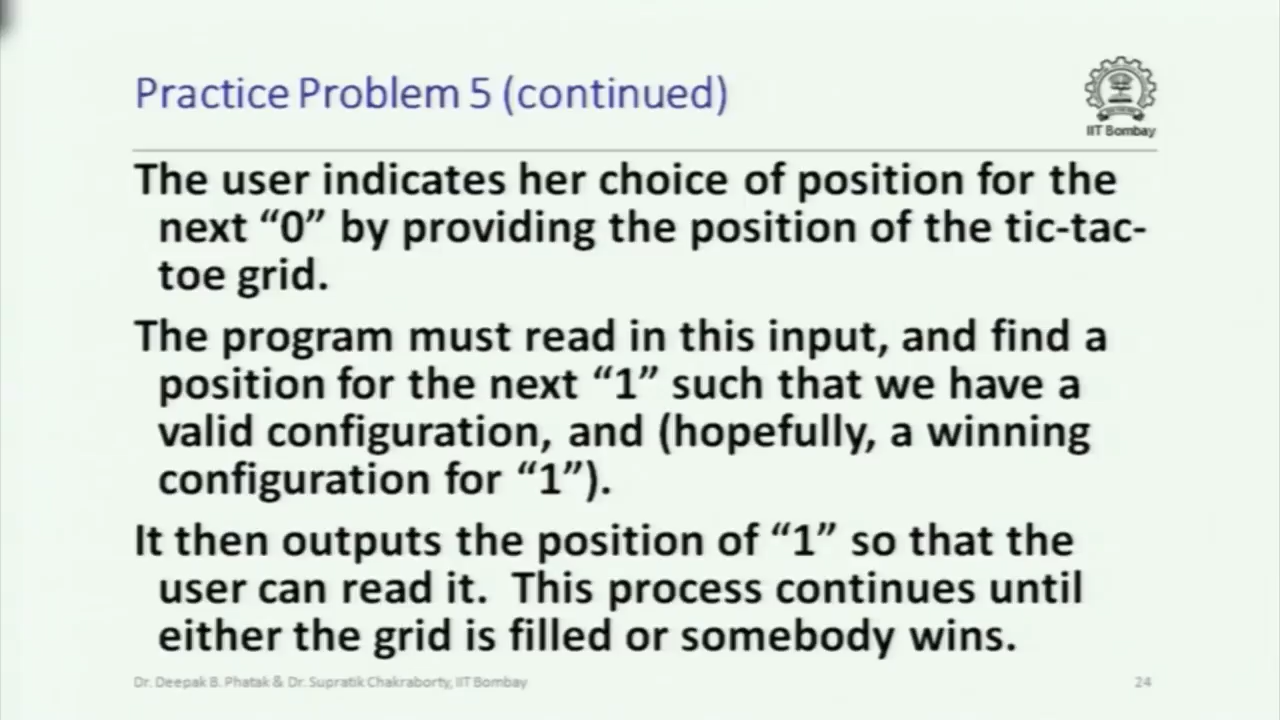 Practice Problem 5 (continued)
IIT Bombay
The user indicates her choice of position for the
next “0” by providing the position of the tic-tac-
toe grid.
The program must read in this input, and find a
position for the next “1” such that we have a
valid configuration, and (hopefully, a winning
configuration for “1”).
It then outputs the position of “1” so that the
user can read it.  This process continues until
either the grid is filled or somebody wins.
Dr. Deepak B. Phatak & Dr. Supratik Chakraborty, IIT Bombay
24